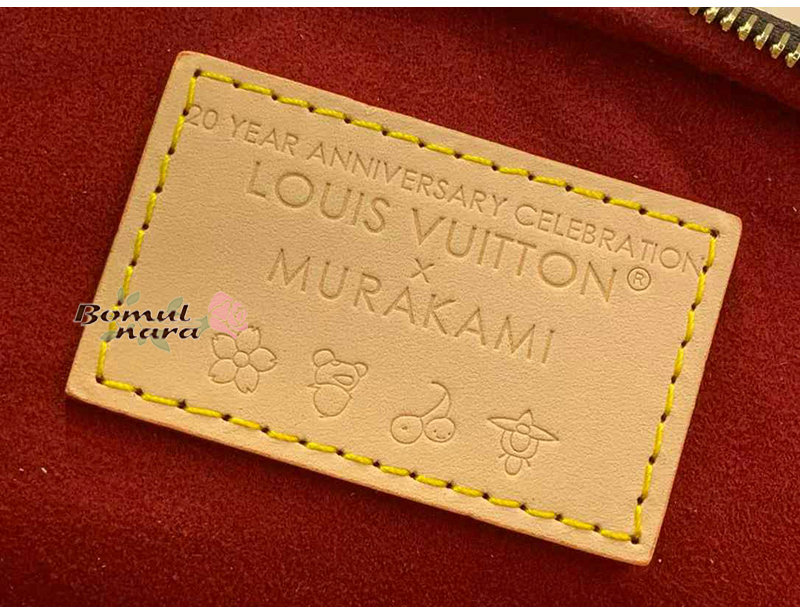 20 YEAR ANNIVERSARY CELEBRATION
LOUIS VUITTON®
x
MURAKAMi
Bomul
nara